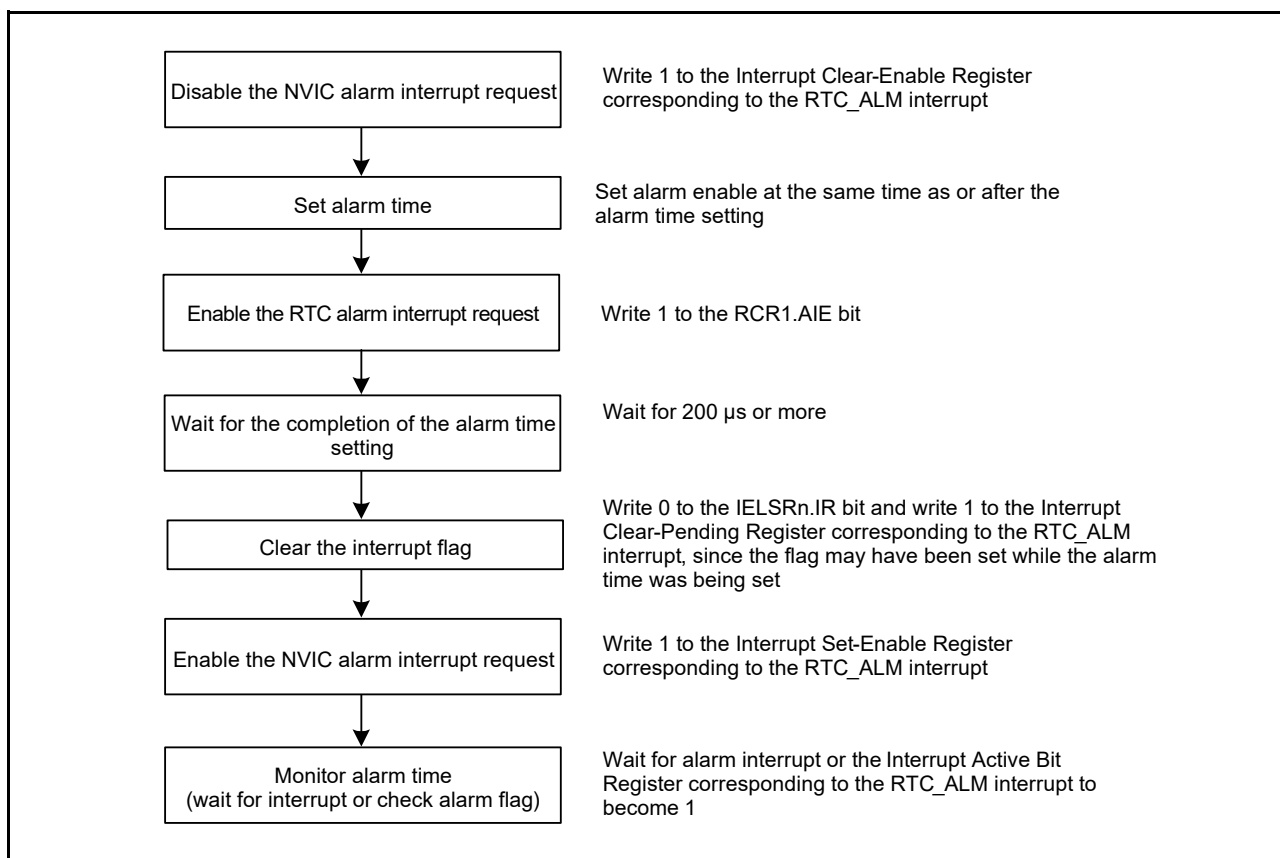 Disable the NVIC alarm interrupt request
Write 1 to the Interrupt Clear-Enable Register
corresponding to the RTC_ALM interrupt
Set alarm time
Set alarm enable at the same time as or after the
alarm time setting
Enable the RTC alarm interrupt request
Write 1 to the RCR1.AIE bit
Wait for the completion of the alarm time
setting
Wait for 200 µs or more
Clear the interrupt flag
Write 0 to the IELSRn.IR bit and write 1 to the Interrupt
Clear-Pending Register corresponding to the RTC_ALM
interrupt, since the flag may have been set while the alarm
time was being set
Enable the NVIC alarm interrupt request
Write 1 to the Interrupt Set-Enable Register
corresponding to the RTC_ALM interrupt
Monitor alarm time
(wait for interrupt or check alarm flag)
Wait for alarm interrupt or the Interrupt Active Bit
Register corresponding to the RTC_ALM interrupt to
become 1